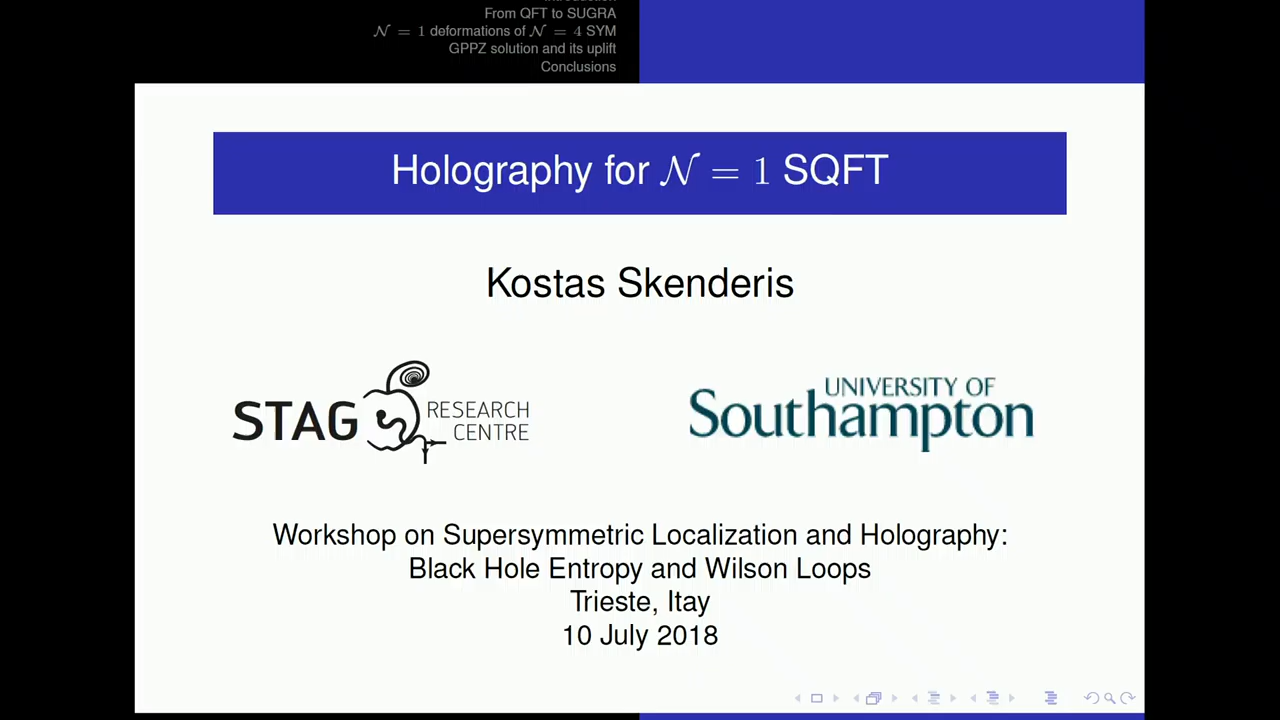 Introduction
From QFT to SUGRA
𝒩 = 1 deformations of 𝒩 = 4 SYM
GPPZ solution and its uplift
Conclusions
Holography for 𝒩 = 1 SQFT
Kostas Skenderis
STAG RESEARCH CENTRE
UNIVERSITY OF
Southampton
Workshop on Supersymmetric Localization and Holography:
Black Hole Entropy and Wilson Loops
Trieste, Itay
10 July 2018